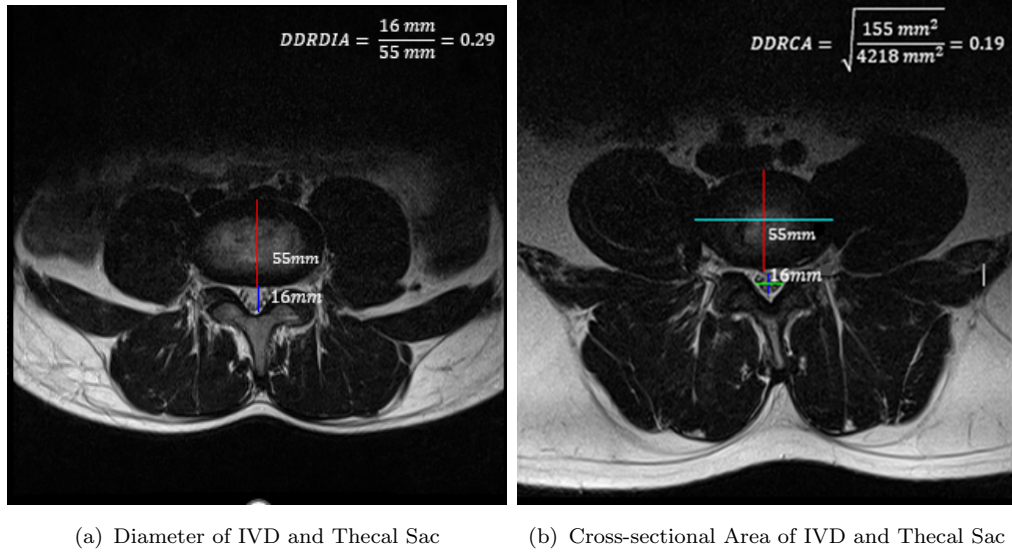 DDRDIA = 16 mm / 55 mm = 0.29
55mm
16mm
DDRCA = √(155 mm² / 4218 mm²) = 0.19
55mm
16mm
(a) Diameter of IVD and Thecal Sac
(b) Cross-sectional Area of IVD and Thecal Sac